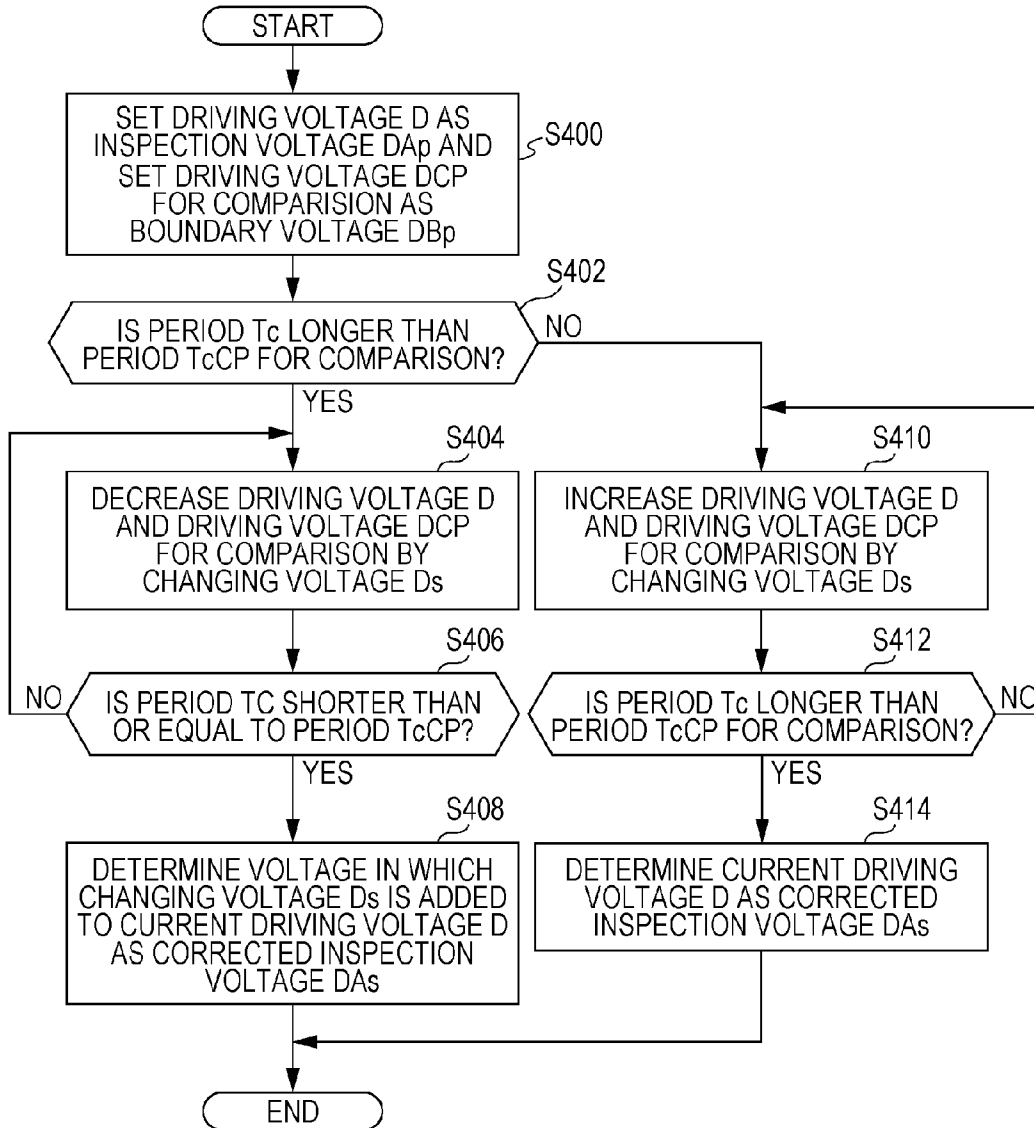 START
SET DRIVING VOLTAGE D AS
INSPECTION VOLTAGE DAp AND
SET DRIVING VOLTAGE DCP
FOR COMPARISION AS
BOUNDARY VOLTAGE DBp
S400
S402
IS PERIOD Tc LONGER THAN
PERIOD TcCP FOR COMPARISON?
NO
YES
S404
DECREASE DRIVING VOLTAGE D
AND DRIVING VOLTAGE DCP
FOR COMPARISON BY
CHANGING VOLTAGE Ds
S410
INCREASE DRIVING VOLTAGE D
AND DRIVING VOLTAGE DCP
FOR COMPARISON BY
CHANGING VOLTAGE Ds
S406
NO
IS PERIOD TC SHORTER THAN
OR EQUAL TO PERIOD TcCP?
YES
S412
IS PERIOD Tc LONGER THAN
PERIOD TcCP FOR COMPARISON?
NO
YES
S408
DETERMINE VOLTAGE IN WHICH
CHANGING VOLTAGE Ds IS ADDED
TO CURRENT DRIVING VOLTAGE D
AS CORRECTED INSPECTION
VOLTAGE DAs
S414
DETERMINE CURRENT DRIVING
VOLTAGE D AS CORRECTED
INSPECTION VOLTAGE DAs
END